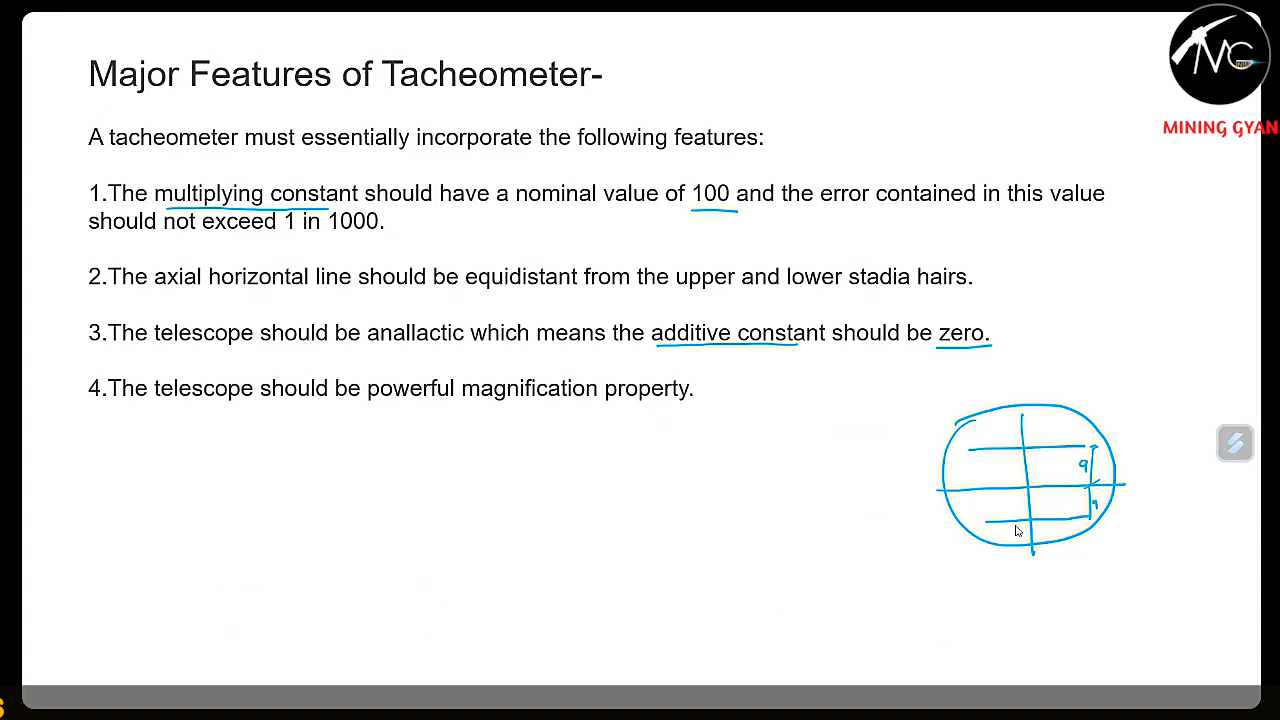 Major Features of Tacheometer-
MG
MINING GYAN
A tacheometer must essentially incorporate the following features:
1.The multiplying constant should have a nominal value of 100 and the error contained in this value
should not exceed 1 in 1000.
2.The axial horizontal line should be equidistant from the upper and lower stadia hairs.
3.The telescope should be anallactic which means the additive constant should be zero.
4.The telescope should be powerful magnification property.